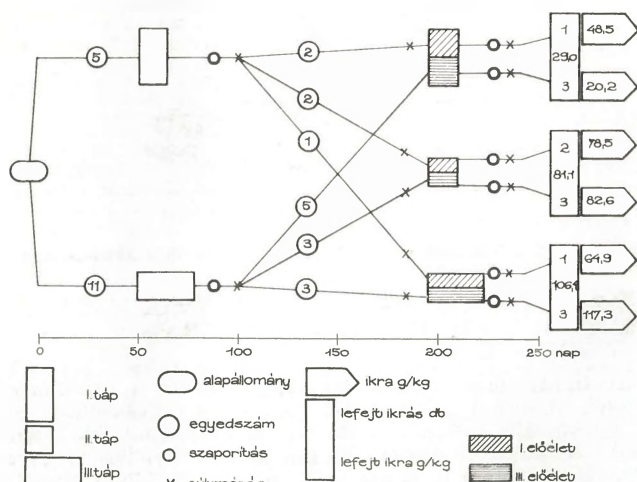 5
11
2
2
1
5
3
3
1
29,0
3
48,5
20,2
2
81,1
3
78,5
82,6
1
106,1
3
64,9
117,3
0 50 100 150 200 250 nap
I.táp
II.táp
III.táp
alapállomány
egyedszám
szaporítás
ikra g/kg
lefejt ikrás db
lefejt ikra g/kg
I. előélet
III. előélet